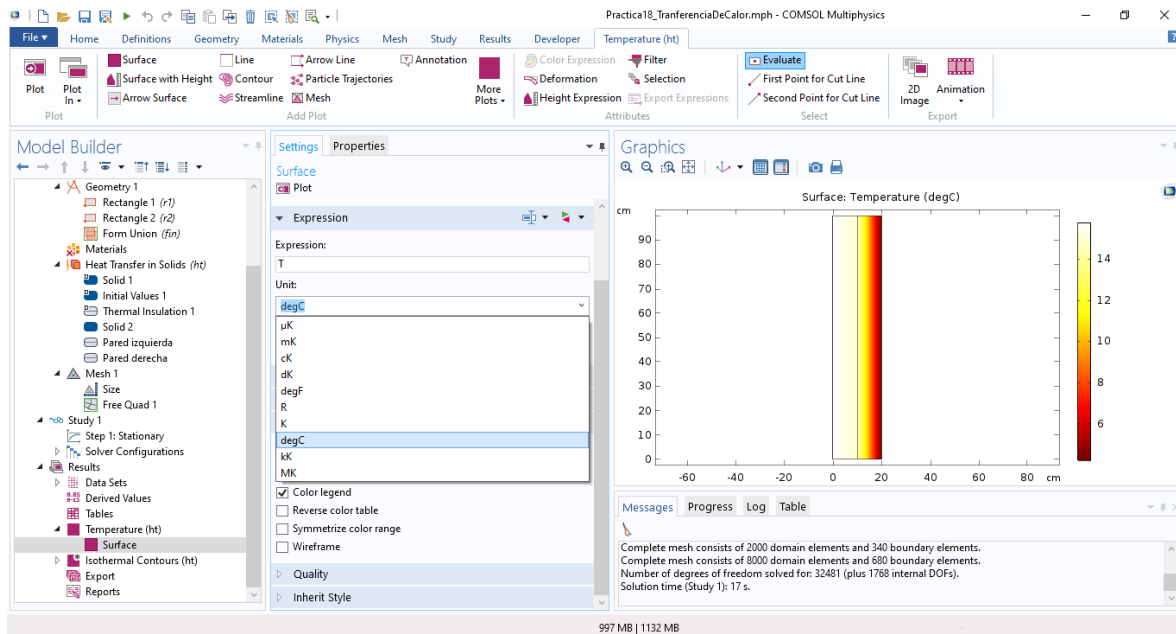 Practica18_TranferenciaDeCalor.mph - COMSOL Multiphysics
File Home Definitions Geometry Materials Physics Mesh Study Results Developer Temperature (ht)
Plot
Plot In
Plot
Surface Line Arrow Line Annotation
Surface with Height Contour Particle Trajectories
Arrow Surface Streamline Mesh
More Plots
Add Plot
Color Expression Filter
Deformation Selection
Height Expression Export Expressions
Attributes
Evaluate
First Point for Cut Line
Second Point for Cut Line
Select
2D Image
Animation
Export
Model Builder
Geometry 1
Rectangle 1 (r1)
Rectangle 2 (r2)
Form Union (fin)
Materials
Heat Transfer in Solids (ht)
Solid 1
Initial Values 1
Thermal Insulation 1
Solid 2
Pared izquierda
Pared derecha
Mesh 1
Size
Free Quad 1
Study 1
Step 1: Stationary
Solver Configurations
Results
Data Sets
8.85
e-12
Derived Values
Tables
Temperature (ht)
Surface
Isothermal Contours (ht)
Export
Reports
Settings Properties
Surface
Plot
Expression
Expression:
T
Unit:
degC
µK
mK
cK
dK
degF
R
K
degC
kK
MK
Color legend
Reverse color table
Symmetrize color range
Wireframe
Quality
Inherit Style
Graphics
Surface: Temperature (degC)
cm
90
80
70
60
50
40
30
20
10
0
-60 -40 -20 0 20 40 60 80 cm
14
12
10
8
6
Messages Progress Log Table
Complete mesh consists of 2000 domain elements and 340 boundary elements.
Complete mesh consists of 8000 domain elements and 680 boundary elements.
Number of degrees of freedom solved for: 32481 (plus 1768 internal DOFs).
Solution time (Study 1): 17 s.
997 MB | 1132 MB